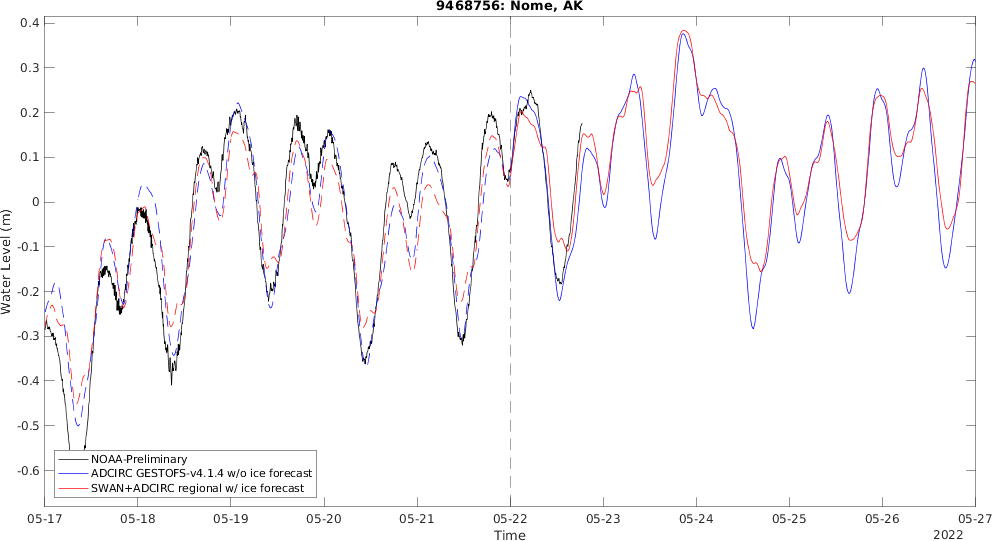 9468756: Nome, AK
0.4
0.3
0.2
0.1
0
-0.1
-0.2
-0.3
-0.4
-0.5
-0.6
Water Level (m)
NOAA-Preliminary
ADCIRC GESTOFS-v4.1.4 w/o ice forecast
SWAN+ADCIRC regional w/ ice forecast
05-17 05-18 05-19 05-20 05-21 05-22 05-23 05-24 05-25 05-26 05-27
Time
2022